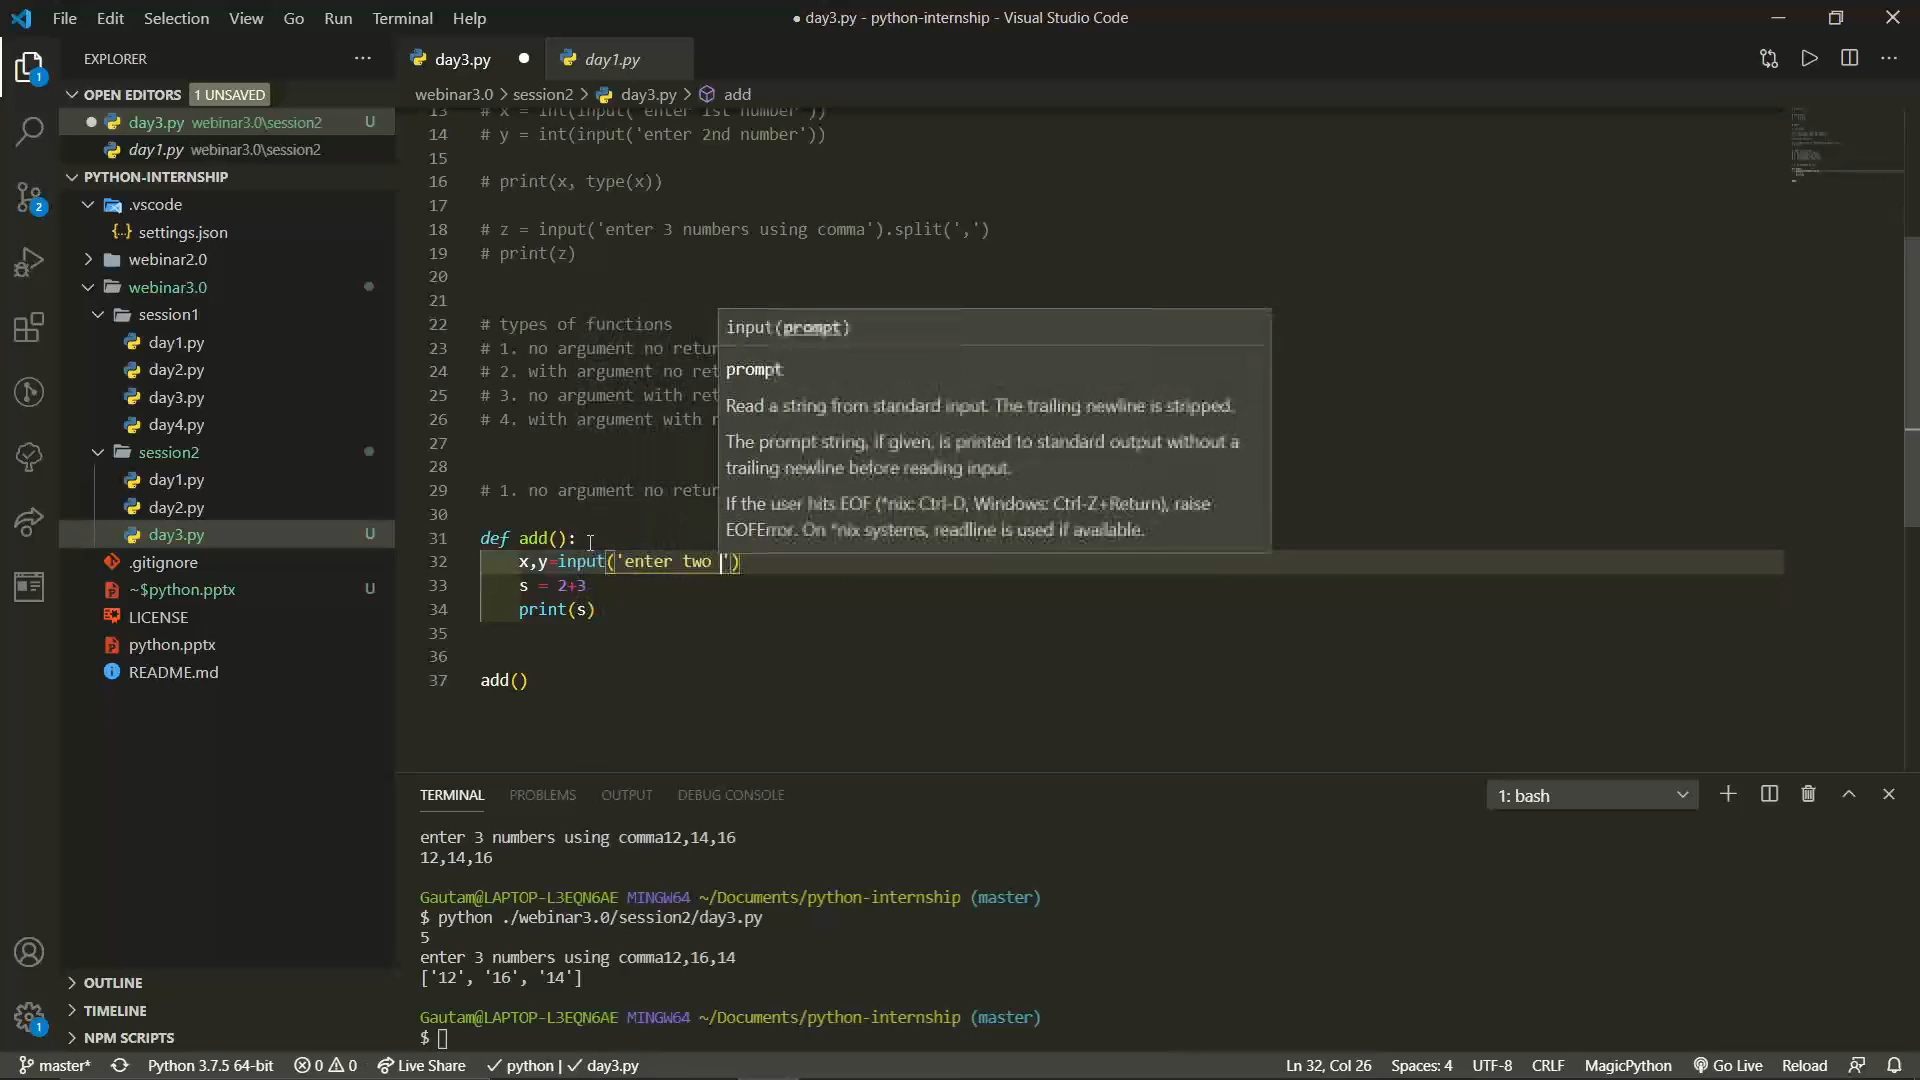 File Edit Selection View Go Run Terminal Help
● day3.py - python-internship - Visual Studio Code
EXPLORER
day3.py
day1.py
OPEN EDITORS 1 UNSAVED
webinar3.0 > session2 > day3.py > add
day3.py webinar3.0\session2 U
day1.py webinar3.0\session2
PYTHON-INTERNSHIP
.vscode
{..} settings.json
webinar2.0
webinar3.0
session1
day1.py
day2.py
day3.py
day4.py
session2
day1.py
day2.py
day3.py U
.gitignore
~$python.pptx U
LICENSE
python.pptx
README.md
OUTLINE
TIMELINE
NPM SCRIPTS
13 # x = int(input('enter 1st number'))
14 # y = int(input('enter 2nd number'))
15
16 # print(x, type(x))
17
18 # z = input('enter 3 numbers using comma').split(',')
19 # print(z)
20
21
22 # types of functions
23 # 1. no argument no retur
24 # 2. with argument no ret
25 # 3. no argument with ret
26 # 4. with argument with r
27
28
29 # 1. no argument no retur
30
31 def add():
32 x,y=input('enter two ')
33 s = 2+3
34 print(s)
35
36
37 add()
input(prompt)
prompt
Read a string from standard input. The trailing newline is stripped.
The prompt string, if given, is printed to standard output without a
trailing newline before reading input.
If the user hits EOF (*nix: Ctrl-D, Windows: Ctrl-Z+Return), raise
EOFError. On *nix systems, readline is used if available.
TERMINAL PROBLEMS OUTPUT DEBUG CONSOLE
1: bash
enter 3 numbers using comma12,14,16
12,14,16
Gautam@LAPTOP-L3EQN6AE MINGW64 ~/Documents/python-internship (master)
$ python ./webinar3.0/session2/day3.py
5
enter 3 numbers using comma12,16,14
['12', '16', '14']
Gautam@LAPTOP-L3EQN6AE MINGW64 ~/Documents/python-internship (master)
$
1
2
1
master* Python 3.7.5 64-bit 0 0 Live Share ✓ python | ✓ day3.py
Ln 32, Col 26 Spaces: 4 UTF-8 CRLF MagicPython Go Live Reload